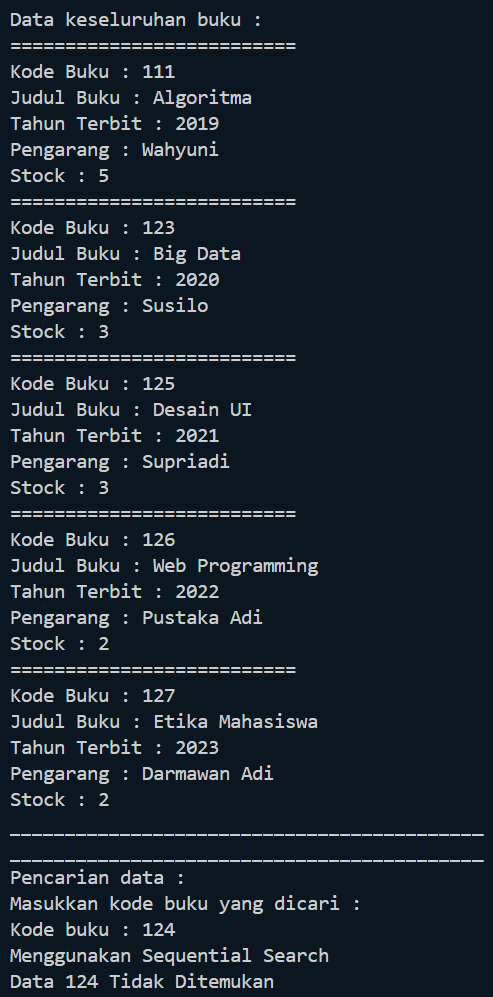 Data keseluruhan buku :
==========================
Kode Buku : 111
Judul Buku : Algoritma
Tahun Terbit : 2019
Pengarang : Wahyuni
Stock : 5
==========================
Kode Buku : 123
Judul Buku : Big Data
Tahun Terbit : 2020
Pengarang : Susilo
Stock : 3
==========================
Kode Buku : 125
Judul Buku : Desain UI
Tahun Terbit : 2021
Pengarang : Supriadi
Stock : 3
==========================
Kode Buku : 126
Judul Buku : Web Programming
Tahun Terbit : 2022
Pengarang : Pustaka Adi
Stock : 2
==========================
Kode Buku : 127
Judul Buku : Etika Mahasiswa
Tahun Terbit : 2023
Pengarang : Darmawan Adi
Stock : 2
___________________________________________
___________________________________________
Pencarian data :
Masukkan kode buku yang dicari :
Kode buku : 124
Menggunakan Sequential Search
Data 124 Tidak Ditemukan